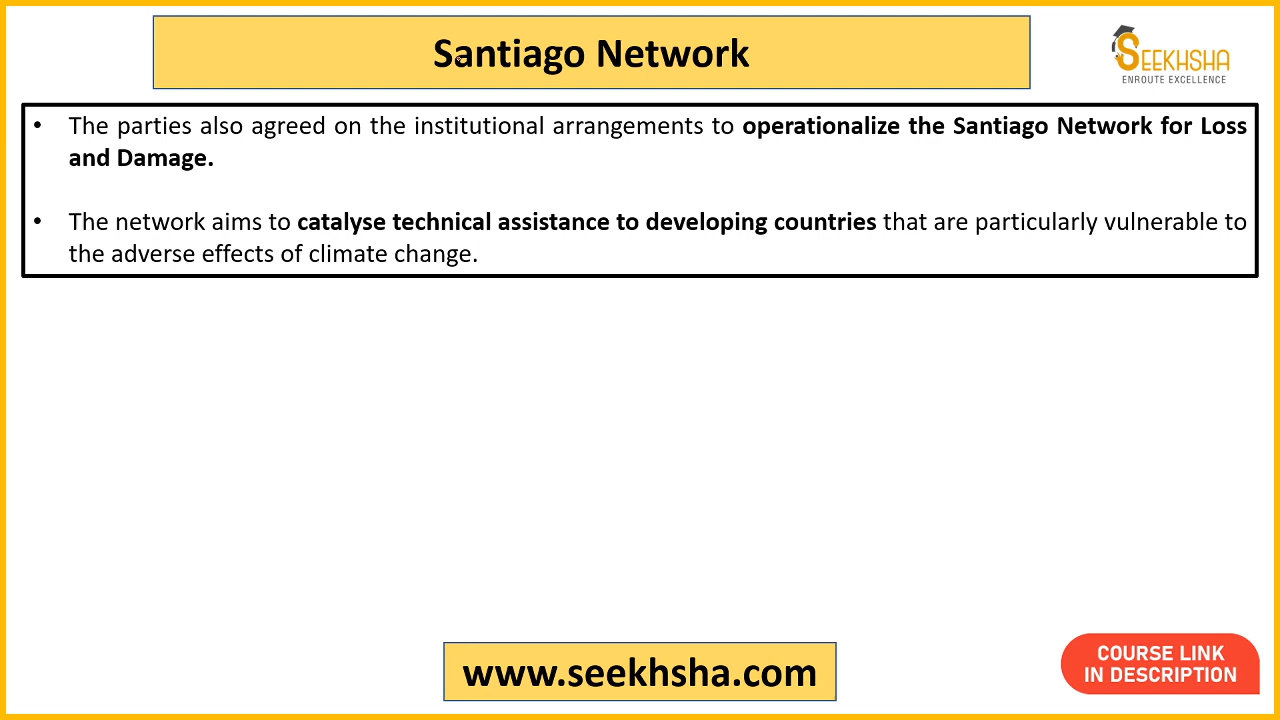 Santiago Network
SEEKHSHA
ENROUTE EXCELLENCE
• The parties also agreed on the institutional arrangements to operationalize the Santiago Network for Loss
and Damage.
• The network aims to catalyse technical assistance to developing countries that are particularly vulnerable to
the adverse effects of climate change.
www.seekhsha.com
COURSE LINK
IN DESCRIPTION